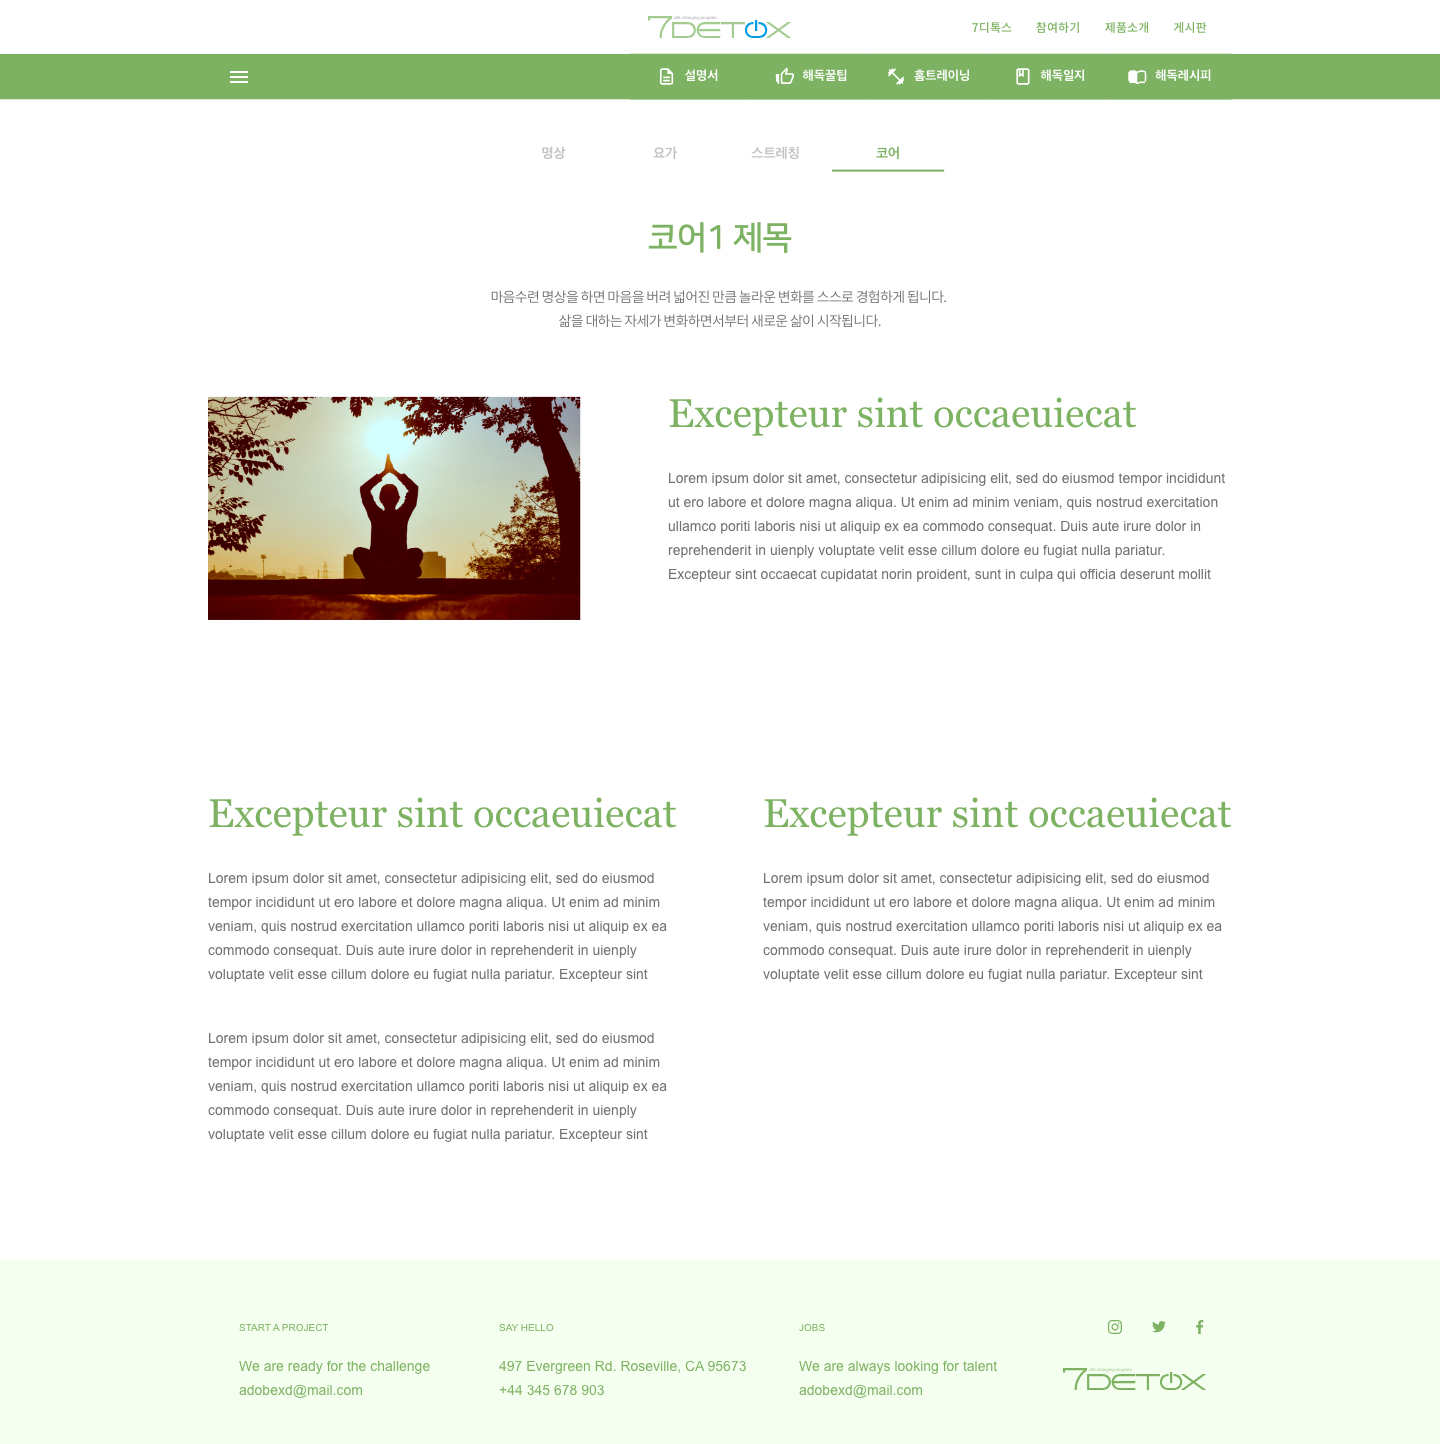 7DETOX
7디톡스 참여하기 제품소개 게시판
설명서 해독꿀팁 홈트레이닝 해독일지 해독레시피
명상 요가 스트레칭 코어
코어1 제목
마음수련 명상을 하면 마음을 버려 넓어진 만큼 놀라운 변화를 스스로 경험하게 됩니다.
삶을 대하는 자세가 변화하면서부터 새로운 삶이 시작됩니다.
Excepteur sint occaeuiecat
Lorem ipsum dolor sit amet, consectetur adipisicing elit, sed do eiusmod tempor incididunt
ut ero labore et dolore magna aliqua. Ut enim ad minim veniam, quis nostrud exercitation
ullamco poriti laboris nisi ut aliquip ex ea commodo consequat. Duis aute irure dolor in
reprehenderit in uienply voluptate velit esse cillum dolore eu fugiat nulla pariatur.
Excepteur sint occaecat cupidatat norin proident, sunt in culpa qui officia deserunt mollit
Excepteur sint occaeuiecat
Lorem ipsum dolor sit amet, consectetur adipisicing elit, sed do eiusmod
tempor incididunt ut ero labore et dolore magna aliqua. Ut enim ad minim
veniam, quis nostrud exercitation ullamco poriti laboris nisi ut aliquip ex ea
commodo consequat. Duis aute irure dolor in reprehenderit in uienply
voluptate velit esse cillum dolore eu fugiat nulla pariatur. Excepteur sint
Lorem ipsum dolor sit amet, consectetur adipisicing elit, sed do eiusmod
tempor incididunt ut ero labore et dolore magna aliqua. Ut enim ad minim
veniam, quis nostrud exercitation ullamco poriti laboris nisi ut aliquip ex ea
commodo consequat. Duis aute irure dolor in reprehenderit in uienply
voluptate velit esse cillum dolore eu fugiat nulla pariatur. Excepteur sint
Excepteur sint occaeuiecat
Lorem ipsum dolor sit amet, consectetur adipisicing elit, sed do eiusmod
tempor incididunt ut ero labore et dolore magna aliqua. Ut enim ad minim
veniam, quis nostrud exercitation ullamco poriti laboris nisi ut aliquip ex ea
commodo consequat. Duis aute irure dolor in reprehenderit in uienply
voluptate velit esse cillum dolore eu fugiat nulla pariatur. Excepteur sint
START A PROJECT
We are ready for the challenge
adobexd@mail.com
SAY HELLO
497 Evergreen Rd. Roseville, CA 95673
+44 345 678 903
JOBS
We are always looking for talent
adobexd@mail.com
7DETOX